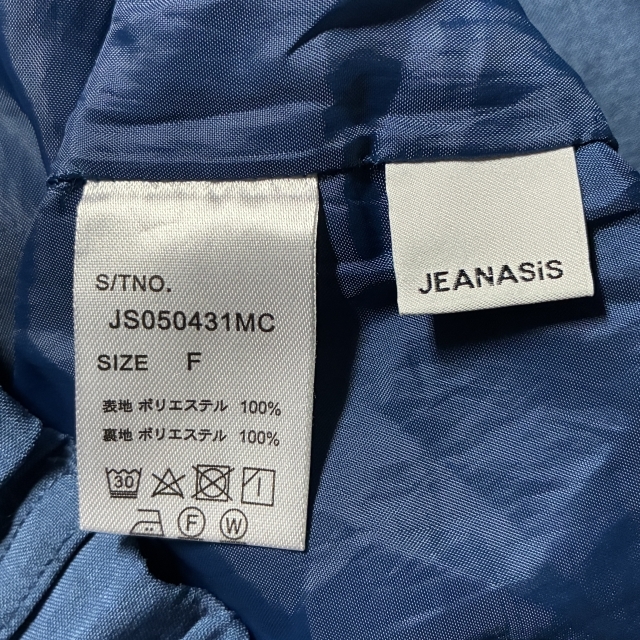 S/TNO.
JS050431MC
SIZE F
表地 ポリエステル 100%
裏地 ポリエステル 100%
30
F W
JEANASiS